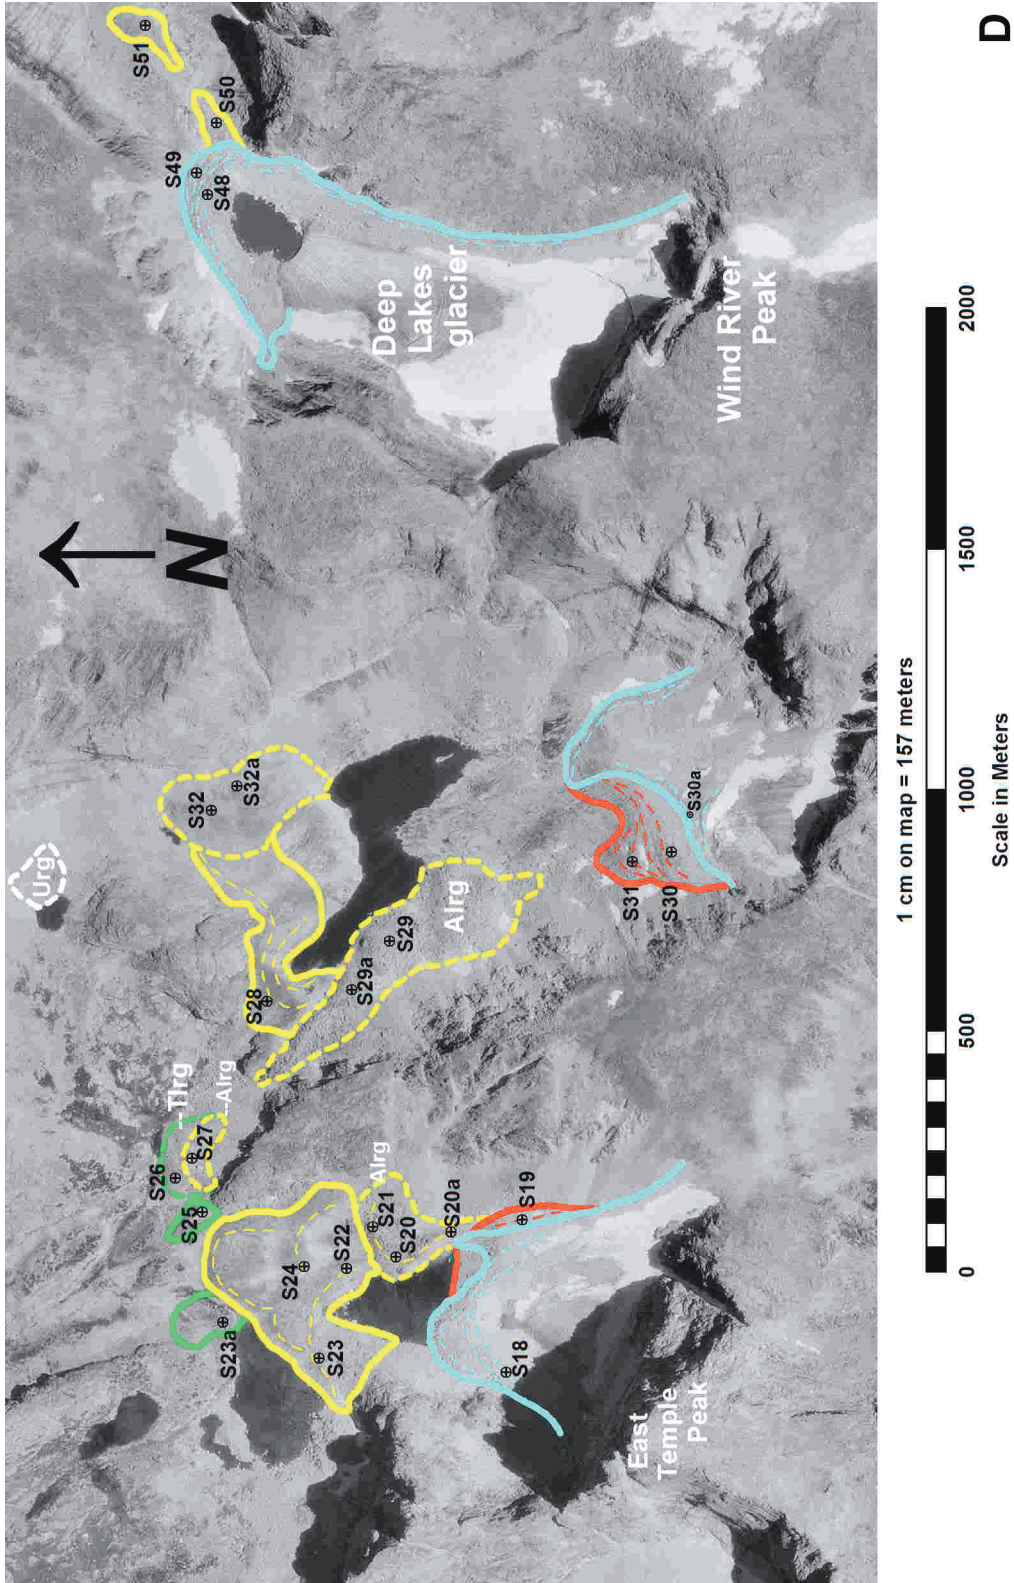 S51
S50
S49
S48
Deep
Lakes
glacier
Wind River
Peak
N
S32
S32a
Urg
S28
S29
S29a
Alrg
S31
S30
S30a
--Tlrg
--Alrg
S26
S27
S25
Alrg
S21
S20
S20a
S19
S24
S22
S23
S23a
S18
East
Temple
Peak
1 cm on map = 157 meters
0
500
1000
1500
2000
Scale in Meters
D